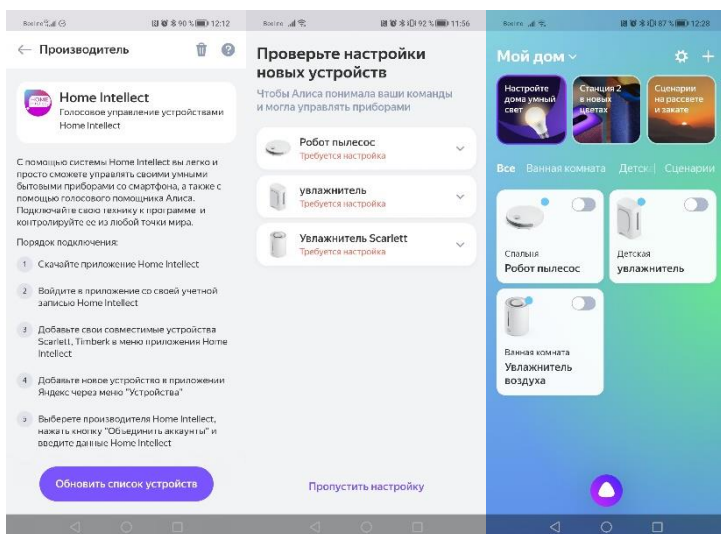 12:12
90 %
Производитель
HOME
Home Intellect
Голосовое управление устройствами
Home Intellect
С помощью системы Home Intellect вы легко и
просто сможете управлять своими умными
бытовыми приборами со смартфона, а также с
помощью голосового помощника Алиса.
Подключайте свою технику к программе и
контролируйте ее из любой точки мира.
Порядок подключения:
1 Скачайте приложение Home Intellect
2 Войдите в приложение со своей учетной
записью Home Intellect
3 Добавьте свои совместимые устройства
Scarlett, Timberk в меню приложения Home
Intellect
4 Добавьте новое устройство в приложении
Яндекс через меню "Устройства"
5 Выберете производителя Home Intellect,
нажать кнопку "Объединить аккаунты" и
введите данные Home Intellect
Обновить список устройств
92 % 11:56
Проверьте настройки
новых устройств
Чтобы Алиса понимала ваши команды
и могла управлять приборами
Робот пылесос
Требуется настройка
увлажнитель
Требуется настройка
Увлажнитель Scarlett
Требуется настройка
Пропустить настройку
87 % 12:28
Мой дом
Настройте
дома умный
свет
Станция 2
в новых
цветах
Сценарии
на рассвете
и закате
Все Ванная комната Детск Сценарии
Спальня
Робот пылесос
Детская
увлажнитель
Ванная комната
Увлажнитель
воздуха